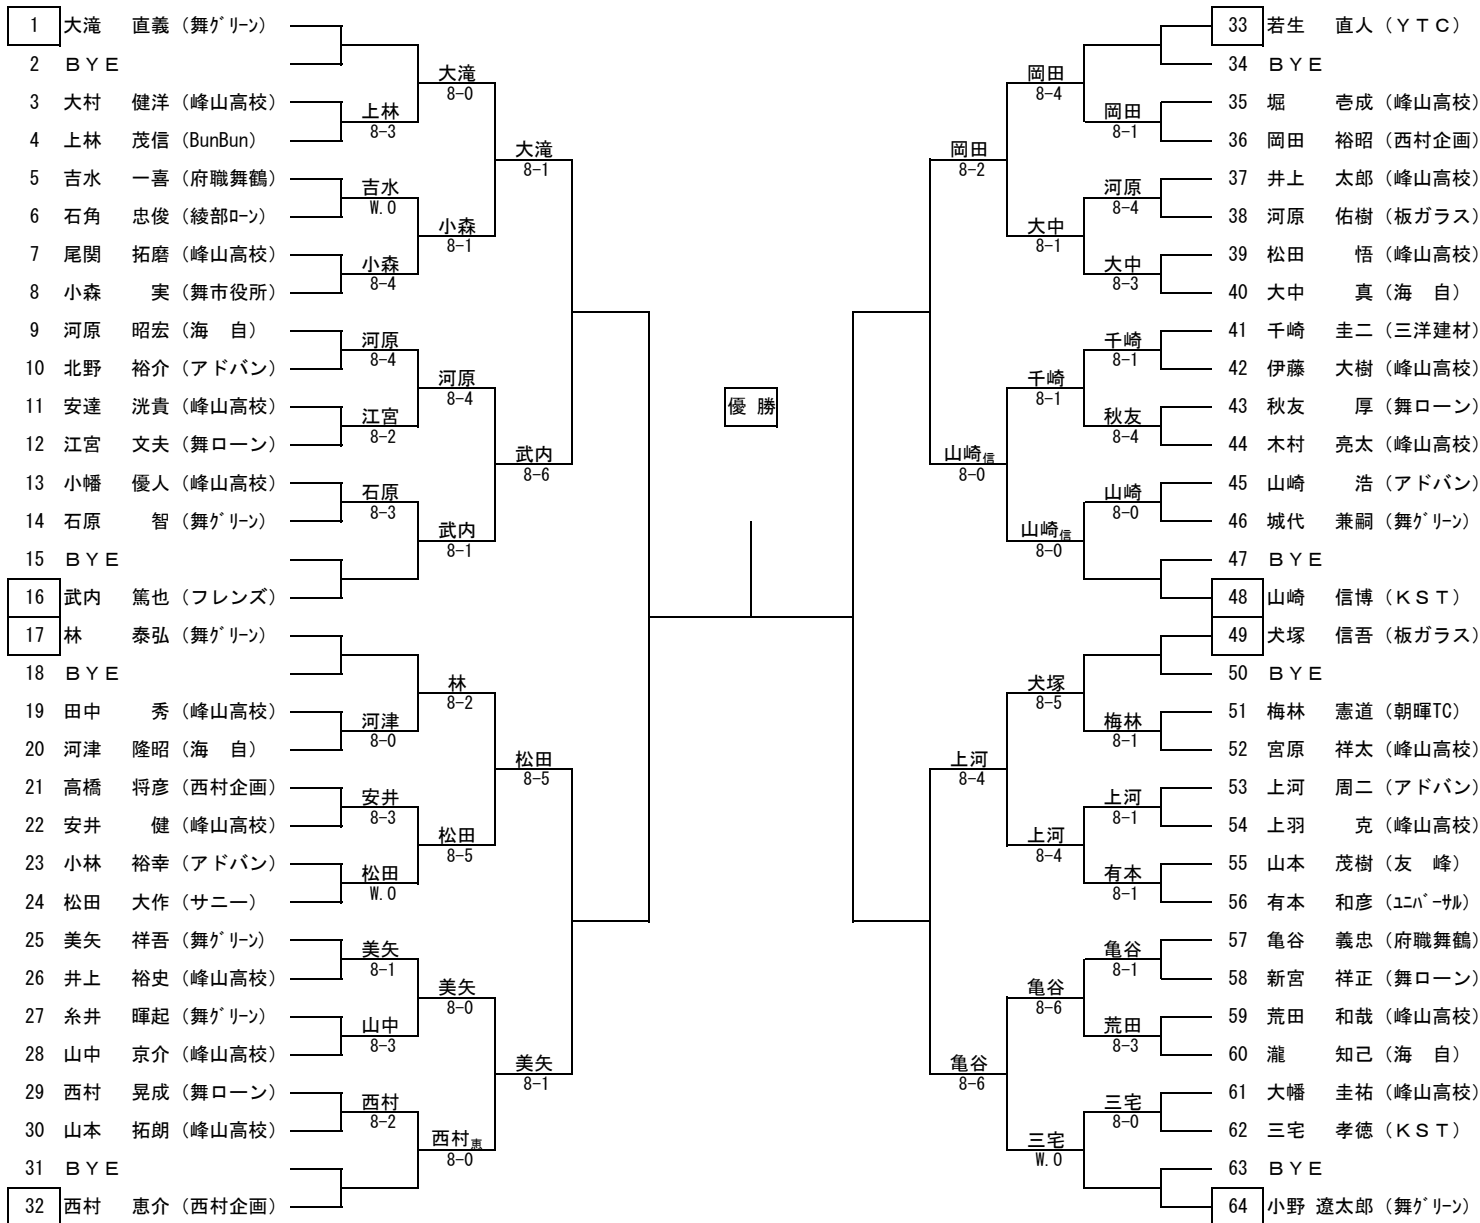 1 大滝 直義 (舞グリーン)
2 BYE
3 大村 健洋 (峰山高校)
4 上林 茂信 (BunBun)
5 吉水 一喜 (府職舞鶴)
6 石角 忠俊 (綾部ローン)
7 尾関 拓磨 (峰山高校)
8 小森 実 (舞市役所)
9 河原 昭宏 (海 自)
10 北野 裕介 (アドバン)
11 安達 洸貴 (峰山高校)
12 江宮 文夫 (舞ローン)
13 小幡 優人 (峰山高校)
14 石原 智 (舞グリーン)
15 BYE
16 武内 篤也 (フレンズ)
17 林 泰弘 (舞グリーン)
18 BYE
19 田中 秀 (峰山高校)
20 河津 隆昭 (海 自)
21 高橋 将彦 (西村企画)
22 安井 健 (峰山高校)
23 小林 裕幸 (アドバン)
24 松田 大作 (サニー)
25 美矢 祥吾 (舞グリーン)
26 井上 裕史 (峰山高校)
27 糸井 暉起 (舞グリーン)
28 山中 京介 (峰山高校)
29 西村 晃成 (舞ローン)
30 山本 拓朗 (峰山高校)
31 BYE
32 西村 恵介 (西村企画)
上林
8-3
吉水
W.0
小森
8-4
河原
8-4
江宮
8-2
石原
8-3
河津
8-0
安井
8-3
松田
W.0
美矢
8-1
山中
8-3
西村
8-2
大滝
8-0
小森
8-1
河原
8-4
武内
8-1
林
8-2
松田
8-5
美矢
8-0
西村恵
8-0
大滝
8-1
武内
8-6
松田
8-5
美矢
8-1
優 勝
岡田
8-2
山崎信
8-0
上河
8-4
亀谷
8-6
岡田
8-4
大中
8-1
千崎
8-1
山崎信
8-0
犬塚
8-5
上河
8-4
亀谷
8-6
三宅
W.0
岡田
8-1
河原
8-4
大中
8-3
千崎
8-1
秋友
8-4
山崎
8-0
梅林
8-1
上河
8-1
有本
8-1
亀谷
8-1
荒田
8-3
三宅
8-0
33 若生 直人 (YTC)
34 BYE
35 堀 壱成 (峰山高校)
36 岡田 裕昭 (西村企画)
37 井上 太郎 (峰山高校)
38 河原 佑樹 (板ガラス)
39 松田 悟 (峰山高校)
40 大中 真 (海 自)
41 千崎 圭二 (三洋建材)
42 伊藤 大樹 (峰山高校)
43 秋友 厚 (舞ローン)
44 木村 亮太 (峰山高校)
45 山崎 浩 (アドバン)
46 城代 兼嗣 (舞グリーン)
47 BYE
48 山崎 信博 (KST)
49 犬塚 信吾 (板ガラス)
50 BYE
51 梅林 憲道 (朝暉TC)
52 宮原 祥太 (峰山高校)
53 上河 周二 (アドバン)
54 上羽 克 (峰山高校)
55 山本 茂樹 (友 峰)
56 有本 和彦 (ユニバーサル)
57 亀谷 義忠 (府職舞鶴)
58 新宮 祥正 (舞ローン)
59 荒田 和哉 (峰山高校)
60 瀧 知己 (海 自)
61 大幡 圭祐 (峰山高校)
62 三宅 孝徳 (KST)
63 BYE
64 小野 遼太郎 (舞グリーン)